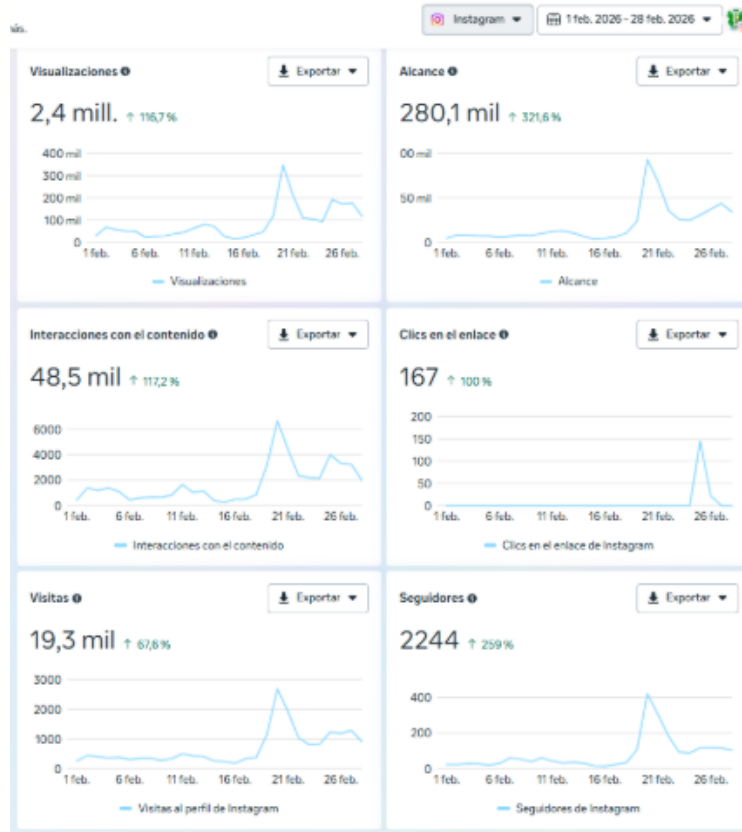 más.
Instagram
1 feb. 2026 - 28 feb. 2026
Visualizaciones
Exportar
2,4 mill. ↑ 116,7 %
400 mil
300 mil
200 mil
100 mil
0
1 feb. 6 feb. 11 feb. 16 feb. 21 feb. 26 feb.
Visualizaciones
Alcance
Exportar
280,1 mil ↑ 321,6 %
00 mil
50 mil
0
1 feb. 6 feb. 11 feb. 16 feb. 21 feb. 26 feb.
Alcance
Interacciones con el contenido
Exportar
48,5 mil ↑ 117,2 %
6000
4000
2000
0
1 feb. 6 feb. 11 feb. 16 feb. 21 feb. 26 feb.
Interacciones con el contenido
Clics en el enlace
Exportar
167 ↑ 100 %
200
150
100
50
0
1 feb. 6 feb. 11 feb. 16 feb. 21 feb. 26 feb.
Clics en el enlace de Instagram
Visitas
Exportar
19,3 mil ↑ 67,6 %
3000
2000
1000
0
1 feb. 6 feb. 11 feb. 16 feb. 21 feb. 26 feb.
Visitas al perfil de Instagram
Seguidores
Exportar
2244 ↑ 259 %
400
200
0
1 feb. 6 feb. 11 feb. 16 feb. 21 feb. 26 feb.
Seguidores de Instagram